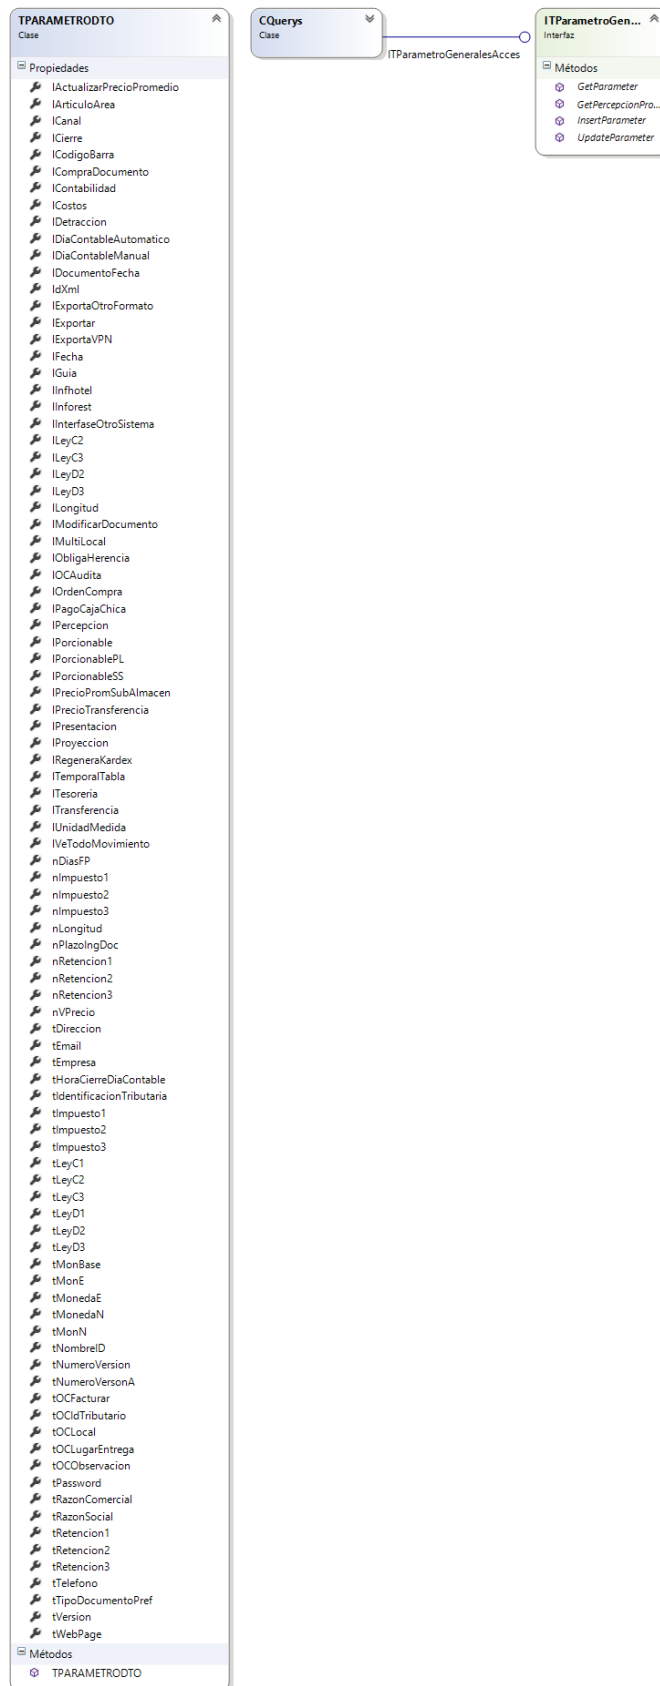 TPARAMETRODTO
Clase
Propiedades
lActualizarPrecioPromedio
lArticuloArea
lCanal
lCierre
lCodigoBarra
lCompraDocumento
lContabilidad
lCostos
lDetraccion
lDiaContableAutomatico
lDiaContableManual
lDocumentoFecha
IdXml
lExportaOtroFormato
lExportar
lExportaVPN
lFecha
lGuia
lInfhotel
lInforest
lInterfaseOtroSistema
lLeyC2
lLeyC3
lLeyD2
lLeyD3
lLongitud
lModificarDocumento
lMultiLocal
lObligaHerencia
lOCAudita
lOrdenCompra
lPagoCajaChica
lPercepcion
lPorcionable
lPorcionablePL
lPorcionableSS
lPrecioPromSubAlmacen
lPrecioTransferencia
lPresentacion
lProyeccion
lRegeneraKardex
lTemporalTabla
lTesoreria
lTransferencia
lUnidadMedida
lVeTodoMovimiento
nDiasFP
nImpuesto1
nImpuesto2
nImpuesto3
nLongitud
nPlazoIngDoc
nRetencion1
nRetencion2
nRetencion3
nVPrecio
tDireccion
tEmail
tEmpresa
tHoraCierreDiaContable
tIdentificacionTributaria
tImpuesto1
tImpuesto2
tImpuesto3
tLeyC1
tLeyC2
tLeyC3
tLeyD1
tLeyD2
tLeyD3
tMonBase
tMonE
tMonedaE
tMonedaN
tMonN
tNombreID
tNumeroVersion
tNumeroVersonA
tOCFacturar
tOCIdTributario
tOCLocal
tOCLugarEntrega
tOCObservacion
tPassword
tRazonComercial
tRazonSocial
tRetencion1
tRetencion2
tRetencion3
tTelefono
tTipoDocumentoPref
tVersion
tWebPage
Métodos
TPARAMETRODTO
CQuerys
Clase
ITParametroGeneralesAcces
ITParametroGen...
Interfaz
Métodos
GetParameter
GetPercepcionPro...
InsertParameter
UpdateParameter